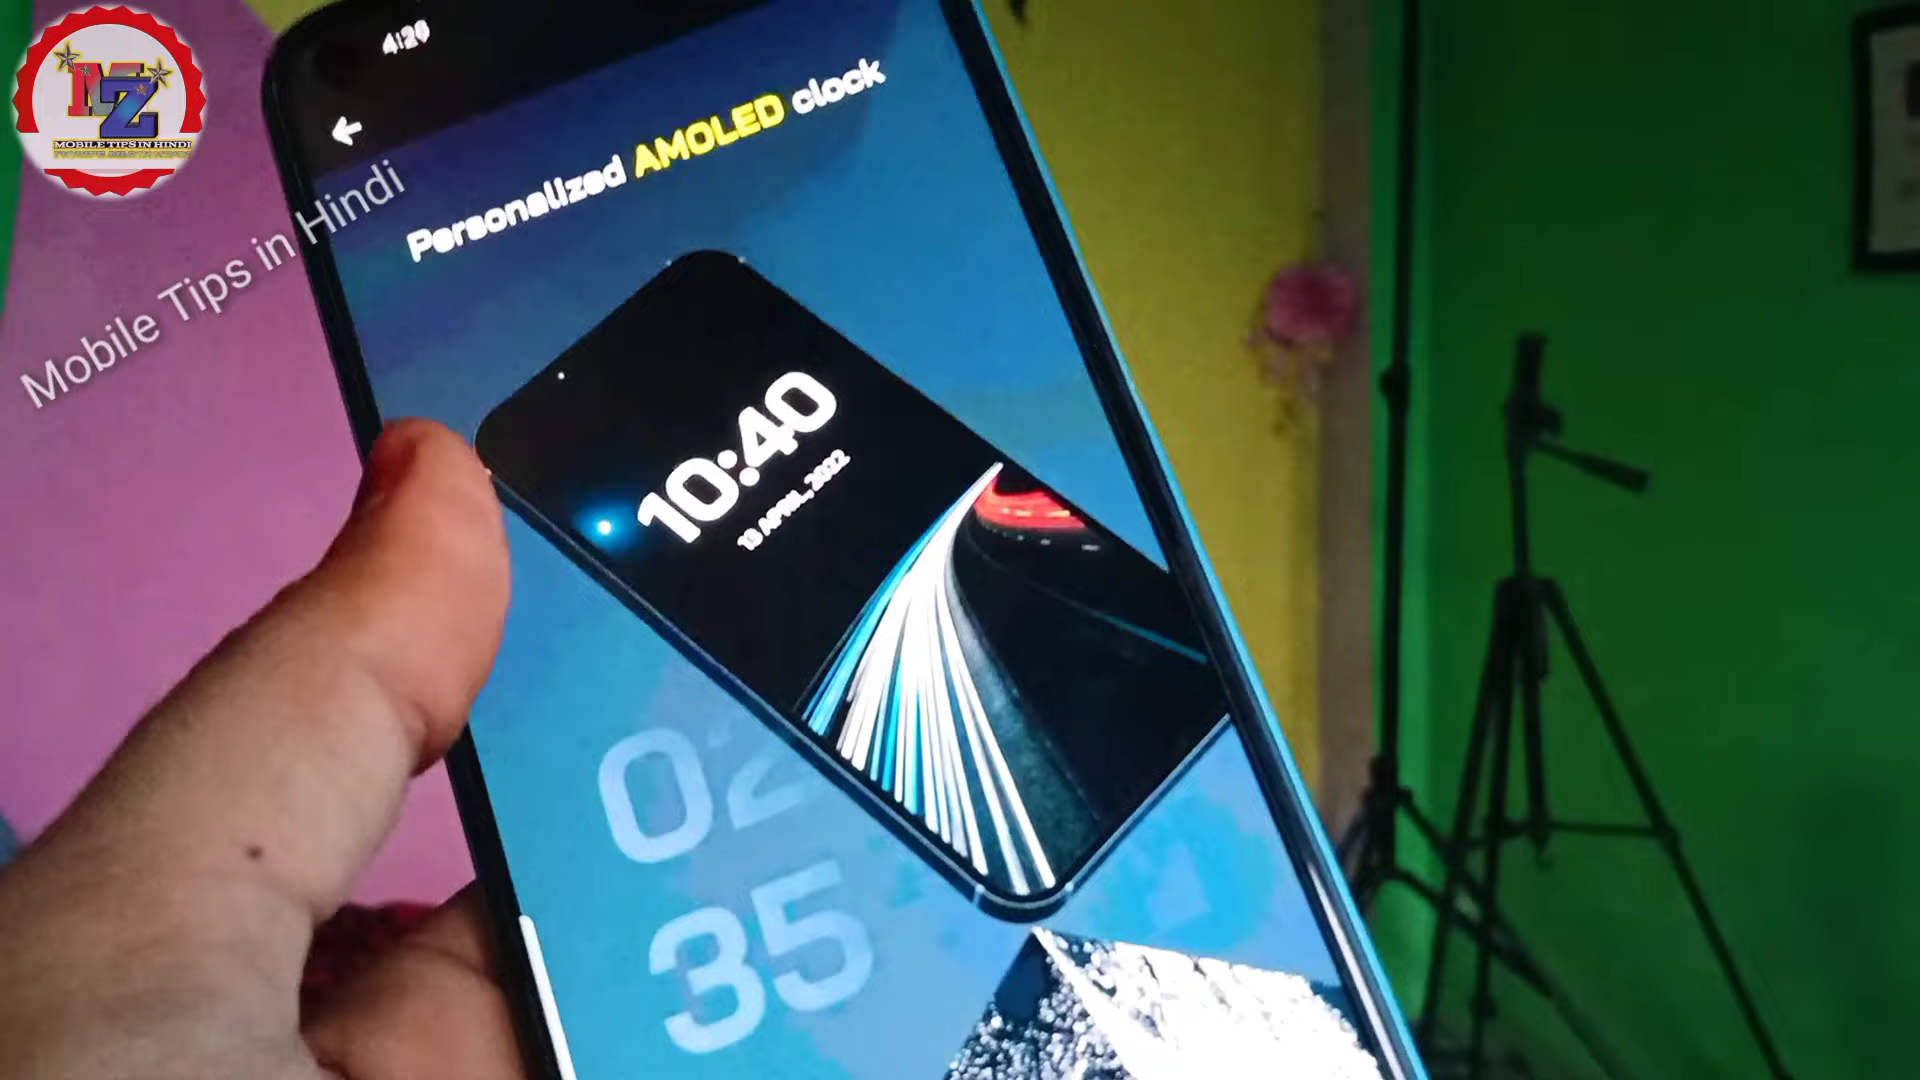 4:29
MZ
MOBILE TIPS IN HINDI
Mobile Tips in Hindi
Personalized AMOLED clock
10:40
13 APRIL, 2022
02
35